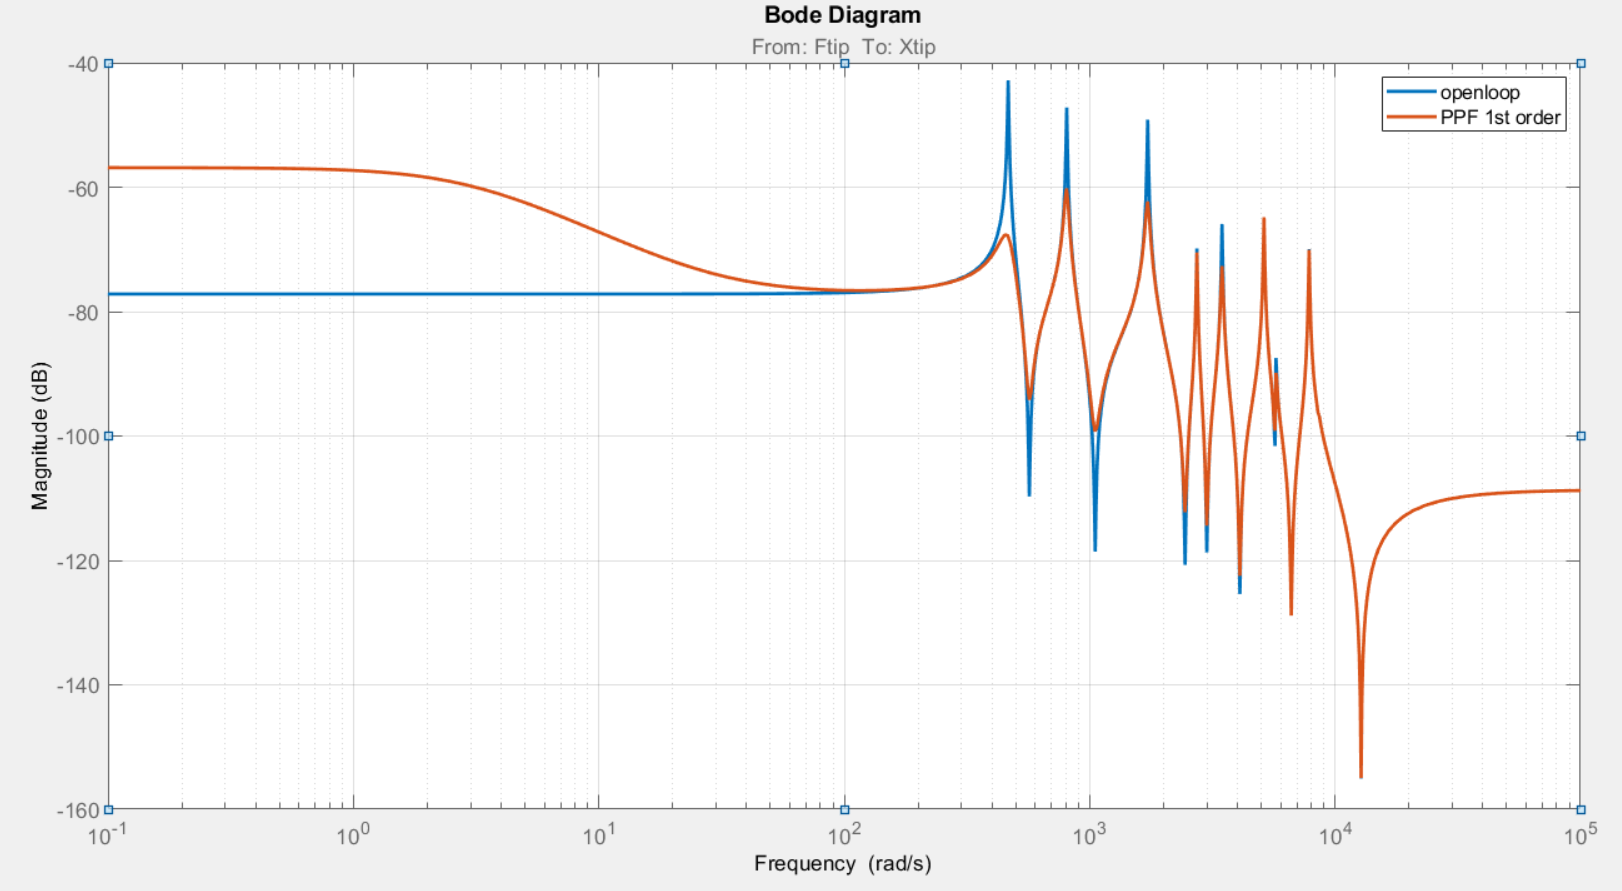 Bode Diagram
From: Ftip To: Xtip
openloop
PPF 1st order
Magnitude (dB)
-40
-60
-80
-100
-120
-140
-160
10^-1
10^0
10^1
10^2
10^3
10^4
10^5
Frequency (rad/s)